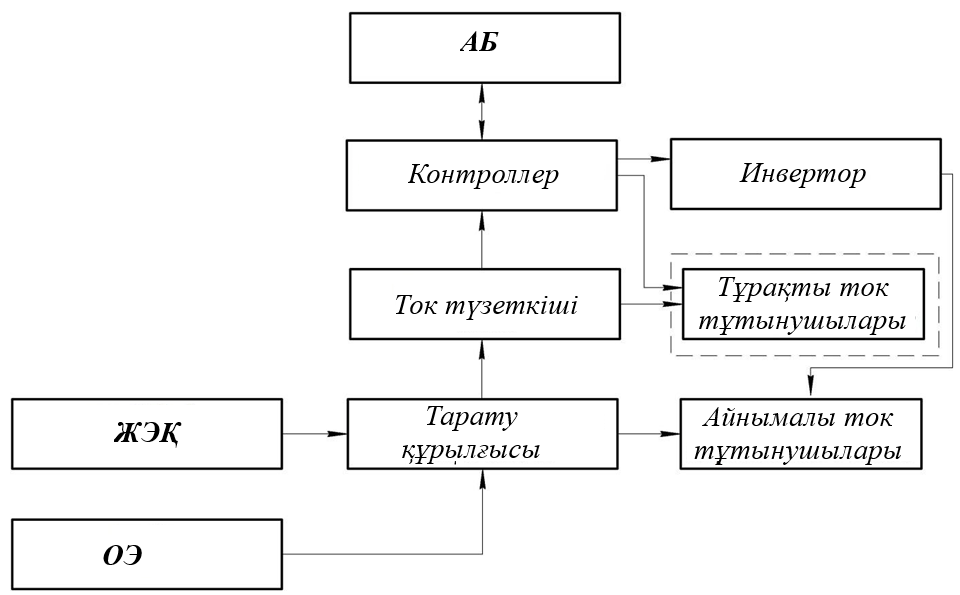 АБ
Контроллер
Инвертор
Ток түзеткіші
Тұрақты ток
тұтынушылары
ЖЭҚ
Тарату
құрылғысы
Айнымалы ток
тұтынушылары
ОЭ